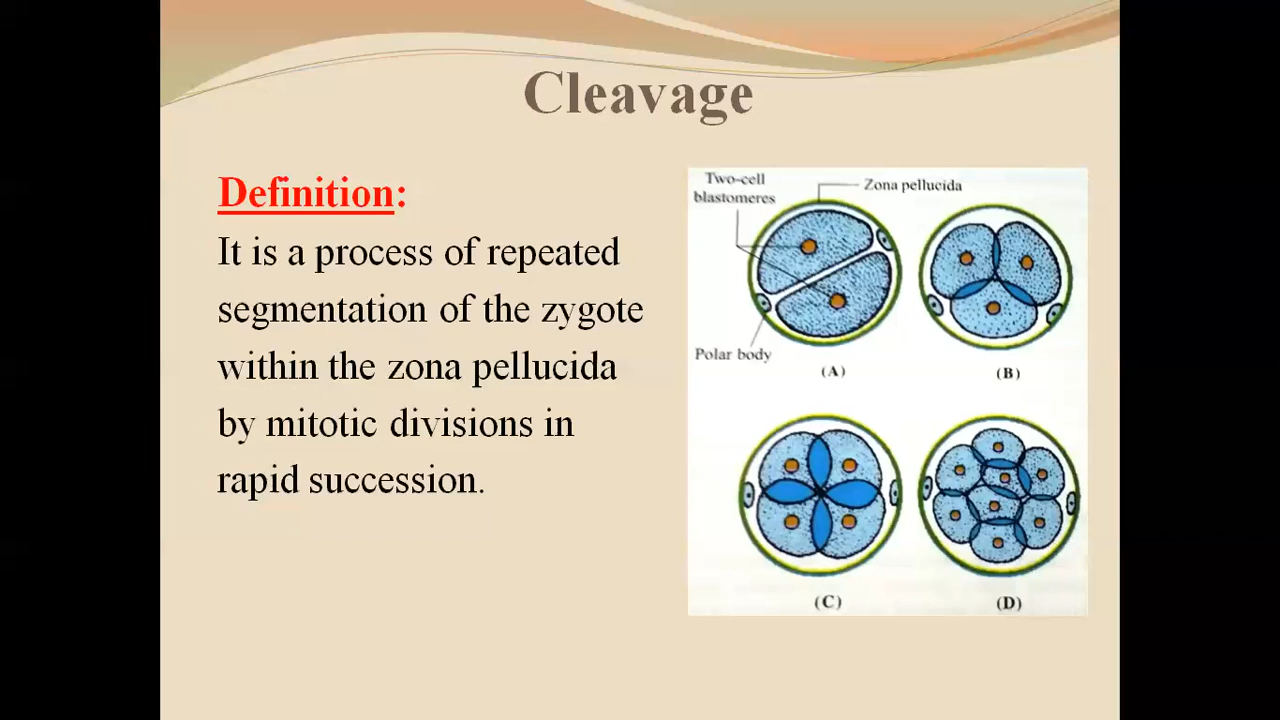 Cleavage
Definition:
It is a process of repeated
segmentation of the zygote
within the zona pellucida
by mitotic divisions in
rapid succession.
Two-cell
blastomeres
Zona pellucida
Polar body
(A)
(B)
(C)
(D)